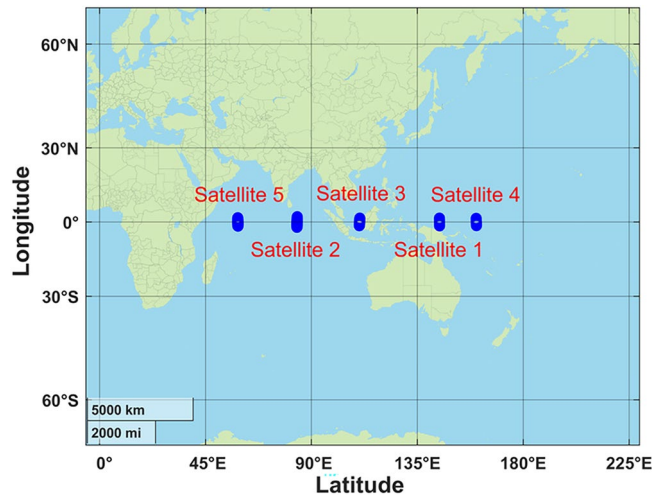 60°N
30°N
0°
30°S
60°S
Longitude
Satellite 5
Satellite 3
Satellite 4
Satellite 2
Satellite 1
5000 km
2000 mi
0°
45°E
90°E
135°E
180°E
225°E
Latitude